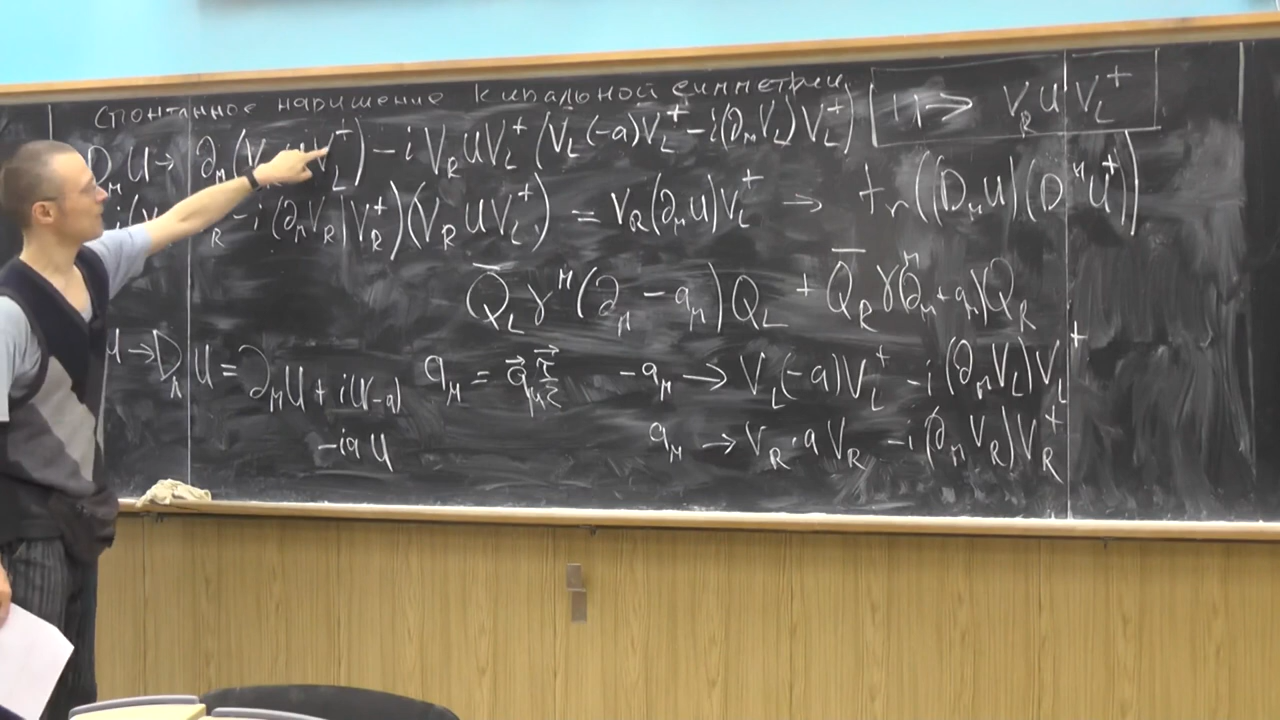 Спонтанное нарушение киральной симметрии
D_μ U → ∂_μ(V_R U V_L^+) - i V_R U V_L^+ (V_L(-a)V_L^+ - i(∂_μ V_L)V_L^+) U → V_R U V_L^+
R - i(∂_μ V_R)V_R^+)(V_R U V_L^+) = V_R(∂_μ U)V_L^+ → tr((D_μ U)(D^μ U^+))
Q̄_L γ^μ(∂_μ - a_μ)Q_L + Q̄_R γ^μ(∂_μ + a_μ)Q_R
→ D_μ U = ∂_μ U + iU(-a) a_μ = a⃗_μ τ⃗/2 -a_μ → V_L(-a)V_L^+ - i(∂_μ V_L)V_L^+
-iaU a_μ → V_R · a V_R - i(∂_μ V_R)V_R^+